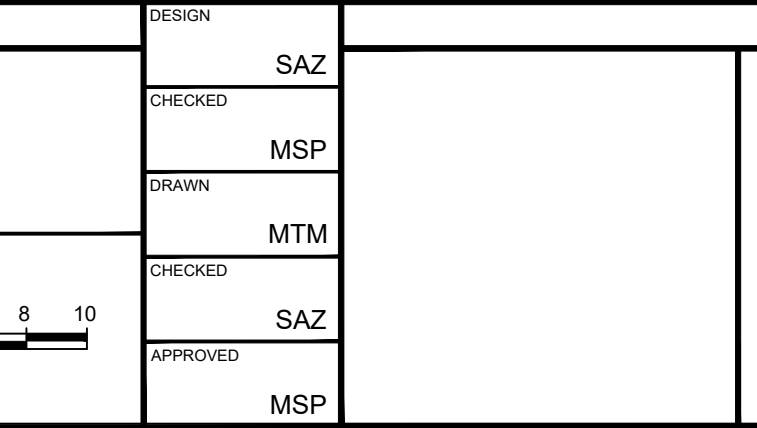 DESIGN
SAZ
CHECKED
MSP
DRAWN
MTM
CHECKED
SAZ
8 10
APPROVED
MSP